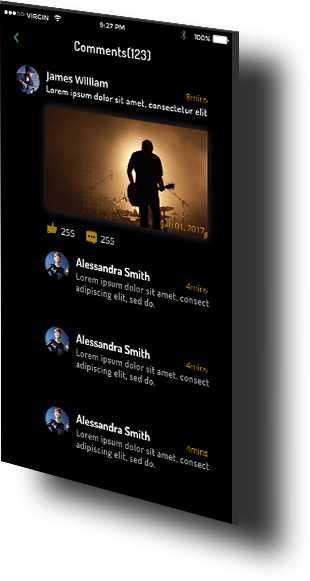 VIRGIN 9:27 PM 100%
Comments(123)
James William
8mins
Lorem ipsum dolor sit amet, consectetur elit
Jan 01, 2017
255 255
Alessandra Smith
4mins
Lorem ipsum dolor sit amet, consect
adipiscing elit, sed do.
Alessandra Smith
4mins
Lorem ipsum dolor sit amet, consect
adipiscing elit, sed do.
Alessandra Smith
4mins
Lorem ipsum dolor sit amet, consect
adipiscing elit, sed do.